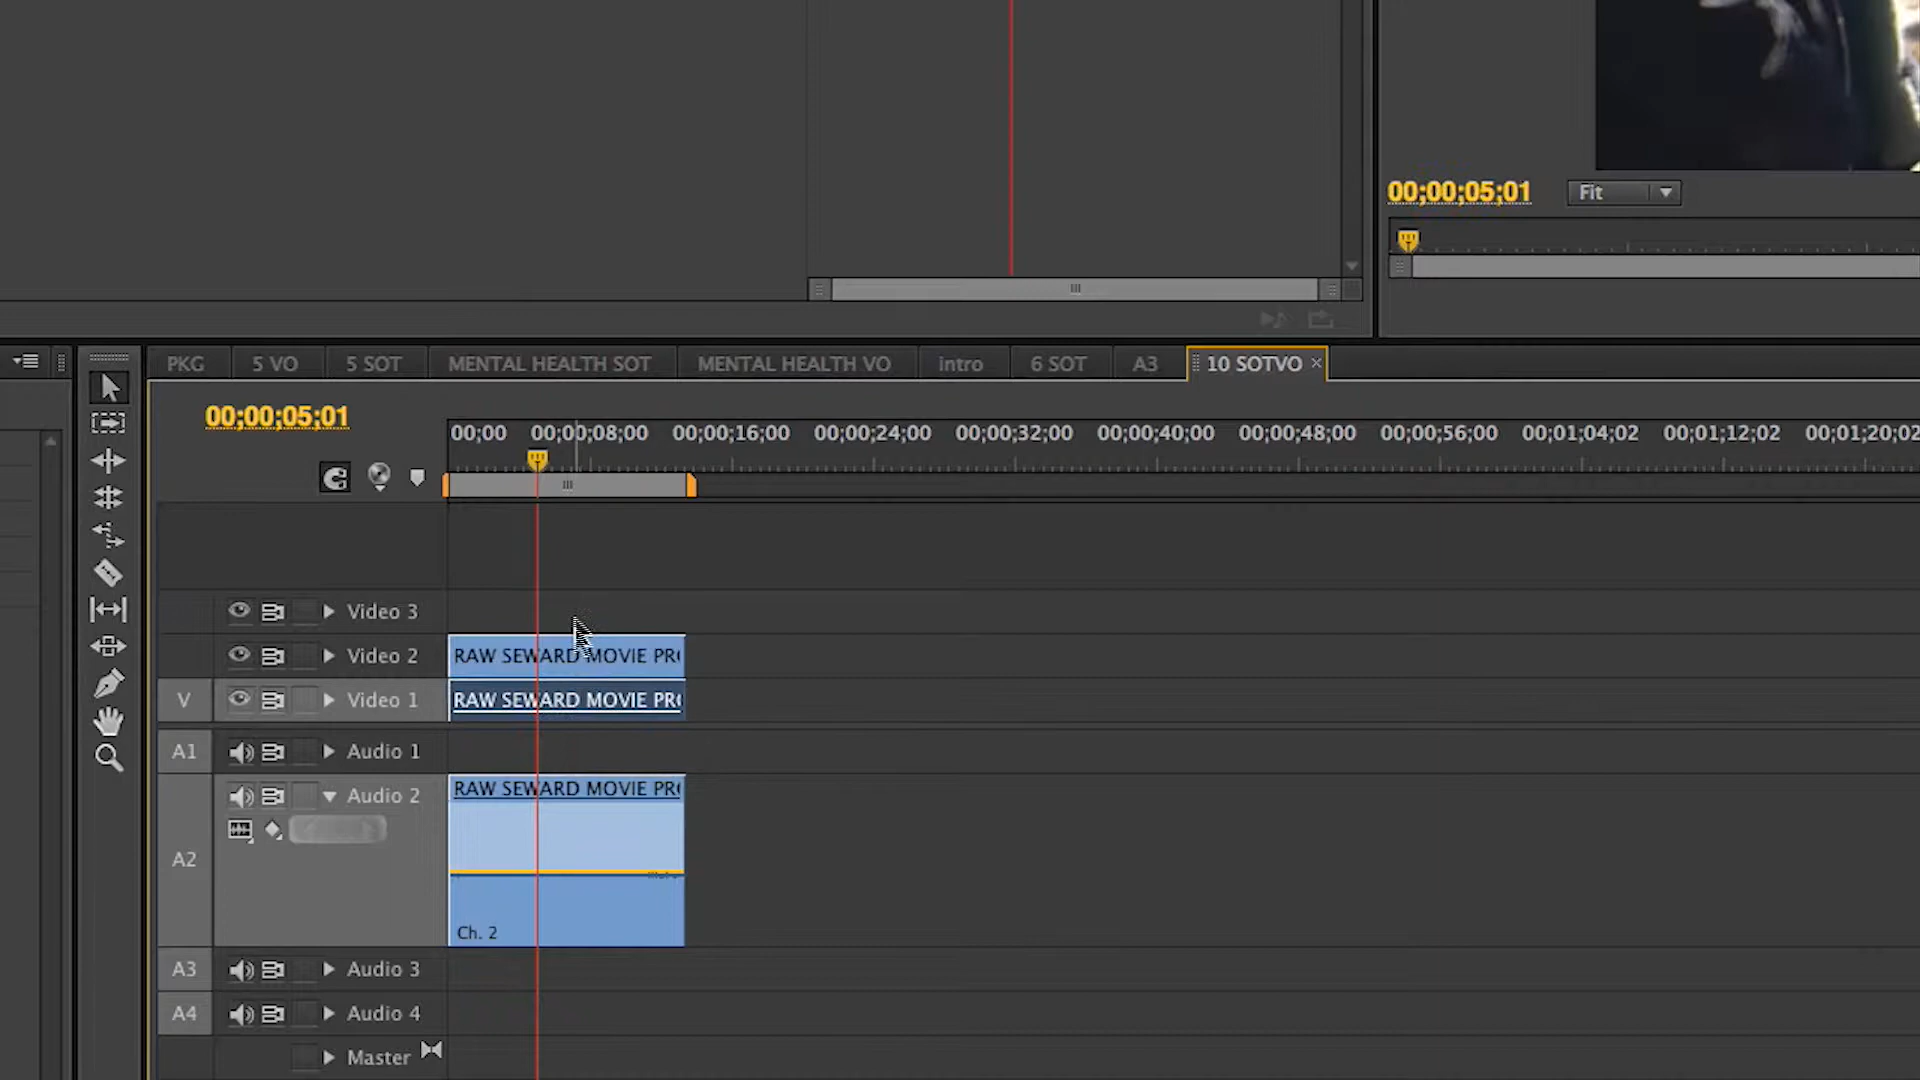 00;00;05;01
Fit
PKG
5 VO
5 SOT
MENTAL HEALTH SOT
MENTAL HEALTH VO
intro
6 SOT
A3
10 SOTVO
00;00;05;01
00;00 00;00;08;00 00;00;16;00 00;00;24;00 00;00;32;00 00;00;40;00 00;00;48;00 00;00;56;00 00;01;04;02 00;01;12;02 00;01;20;02
Video 3
Video 2 RAW SEWARD MOVIE PR
V Video 1 RAW SEWARD MOVIE PR
A1 Audio 1
Audio 2 RAW SEWARD MOVIE PR
A2
Ch. 2
A3 Audio 3
A4 Audio 4
Master